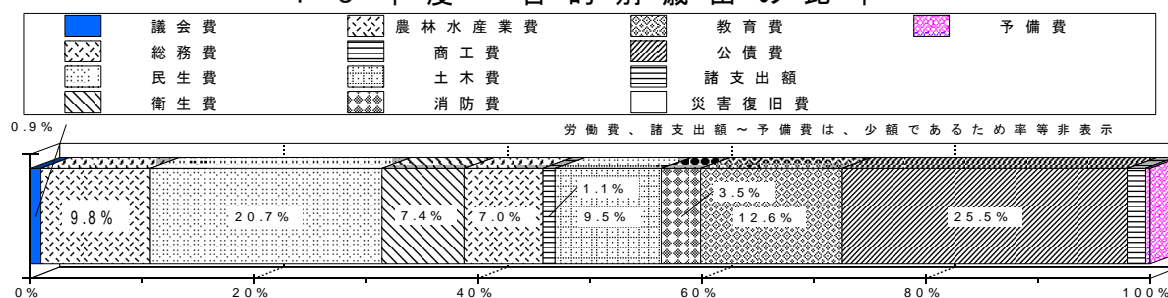 議会費 農林水産業費 教育費 予備費
総務費 商工費 公債費
民生費 土木費 諸支出額
衛生費 消防費 災害復旧費
0.9% 労働費、諸支出額～予備費は、少額であるため率等非表示
9.8% 20.7% 7.4% 7.0% 1.1% 9.5% 3.5% 12.6% 25.5%
0% 20% 40% 60% 80% 100%